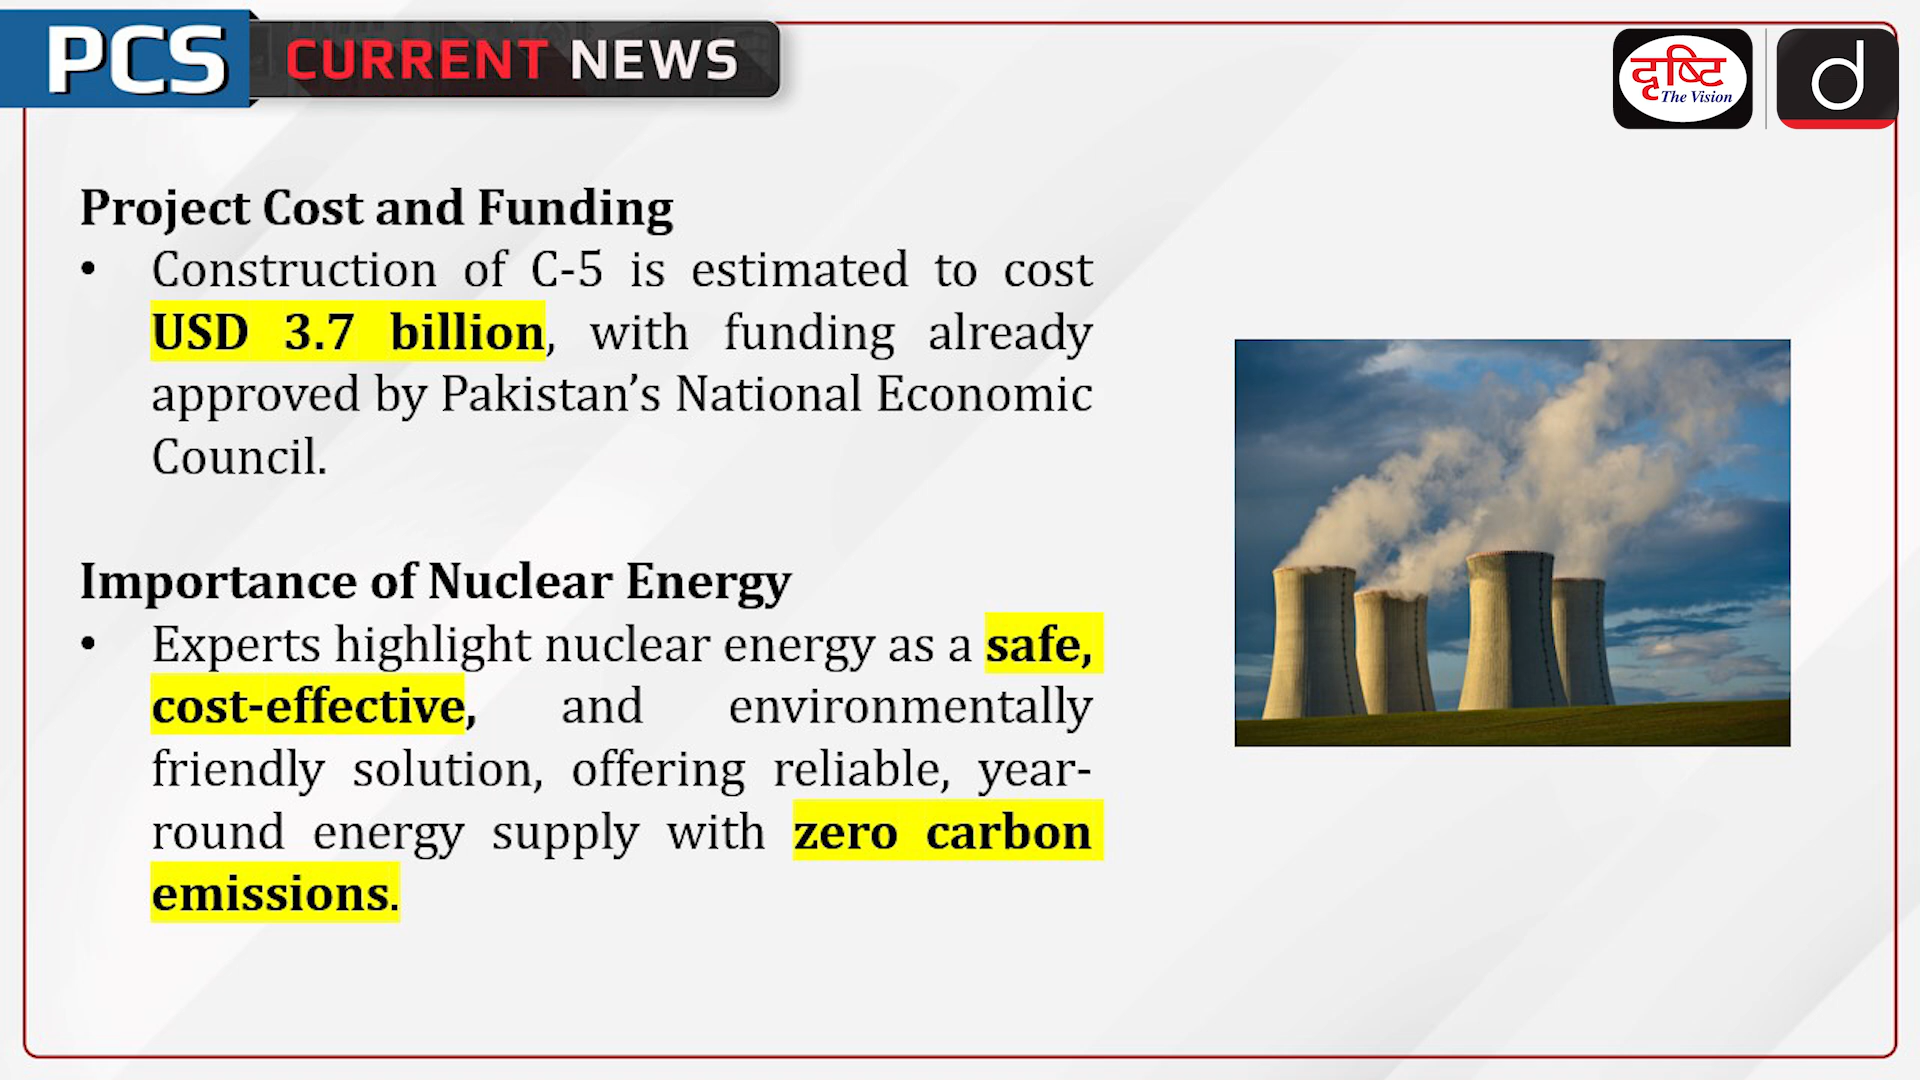 PCS CURRENT NEWS
दृष्टि
The Vision
d
Project Cost and Funding
• Construction of C-5 is estimated to cost
USD 3.7 billion, with funding already
approved by Pakistan’s National Economic
Council.
Importance of Nuclear Energy
• Experts highlight nuclear energy as a safe,
cost-effective, and environmentally
friendly solution, offering reliable, year-
round energy supply with zero carbon
emissions.